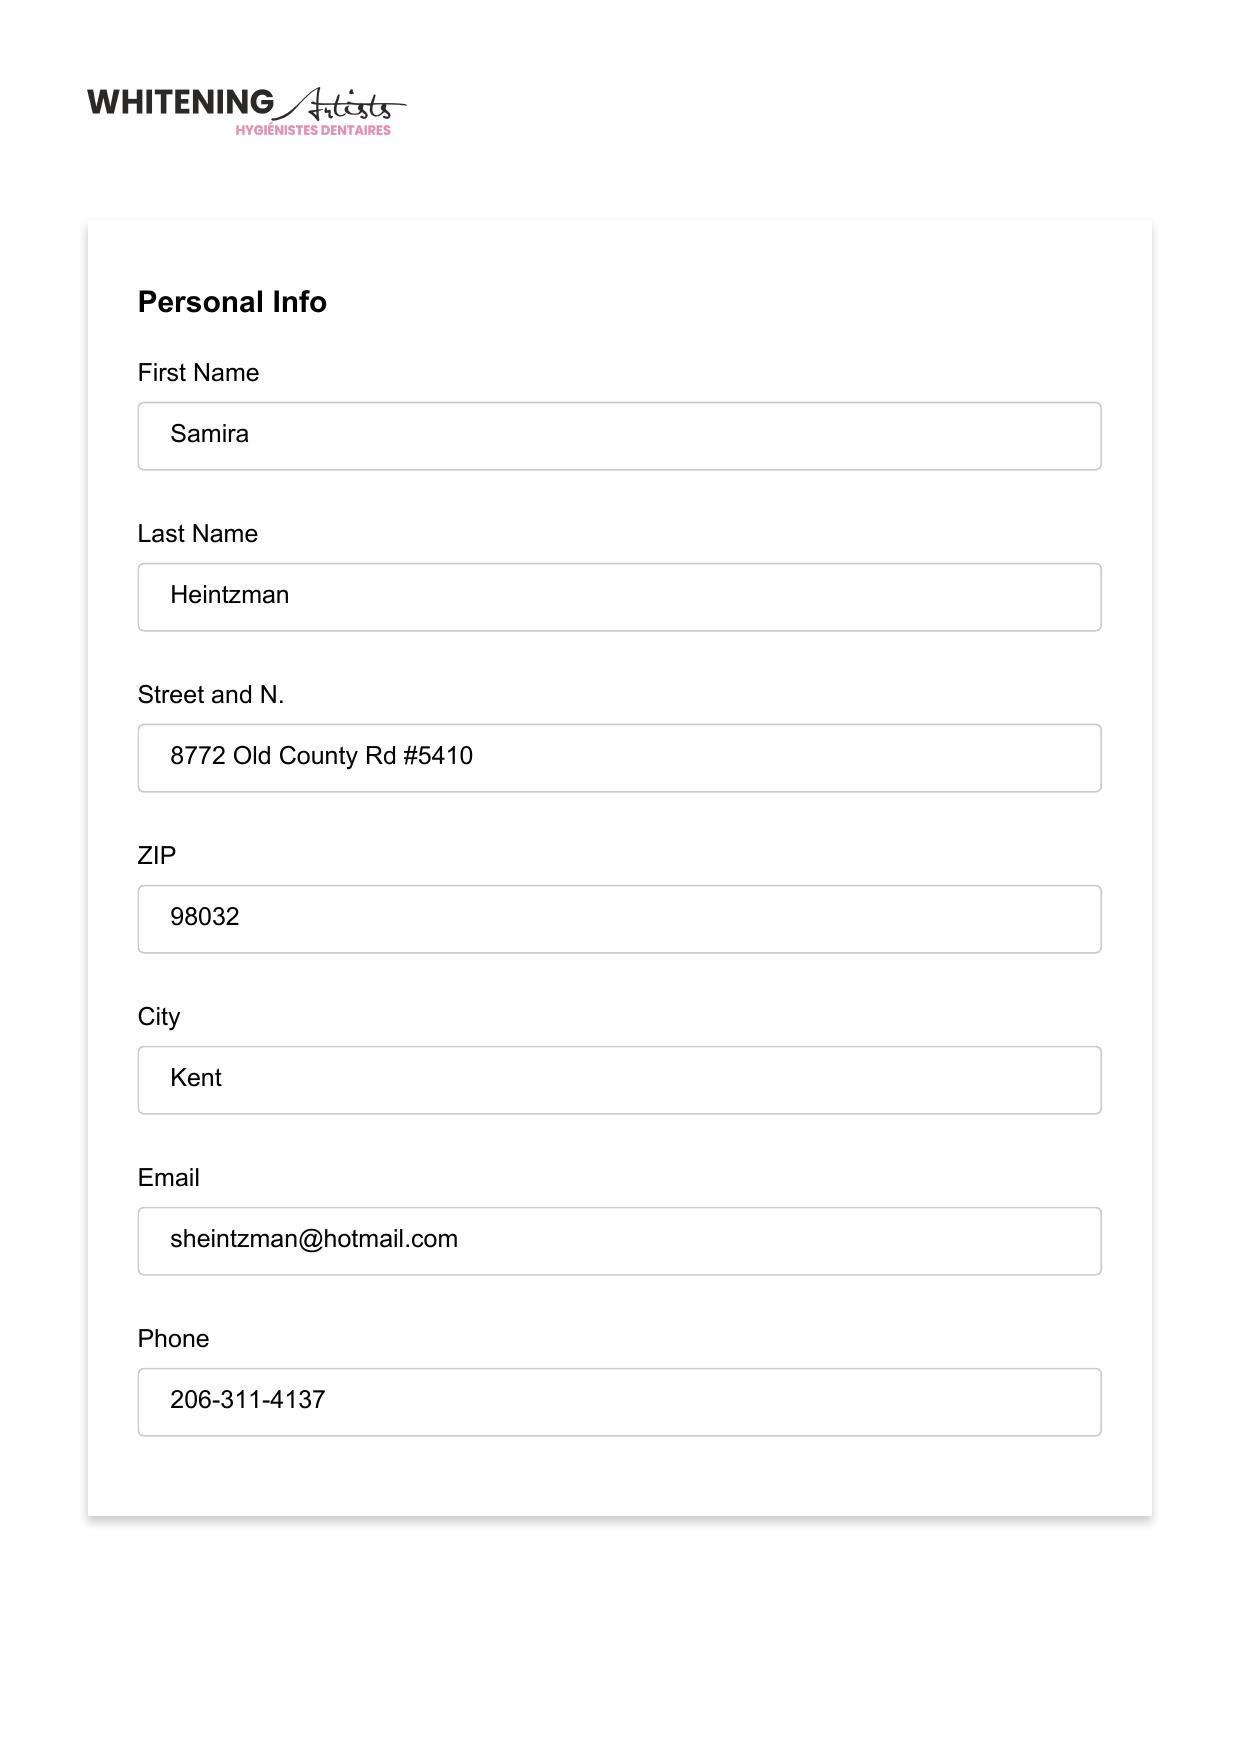 WHITENING Artists
HYGIÉNISTES DENTAIRES
Personal Info
First Name
Samira
Last Name
Heintzman
Street and N.
8772 Old County Rd #5410
ZIP
98032
City
Kent
Email
sheintzman@hotmail.com
Phone
206-311-4137